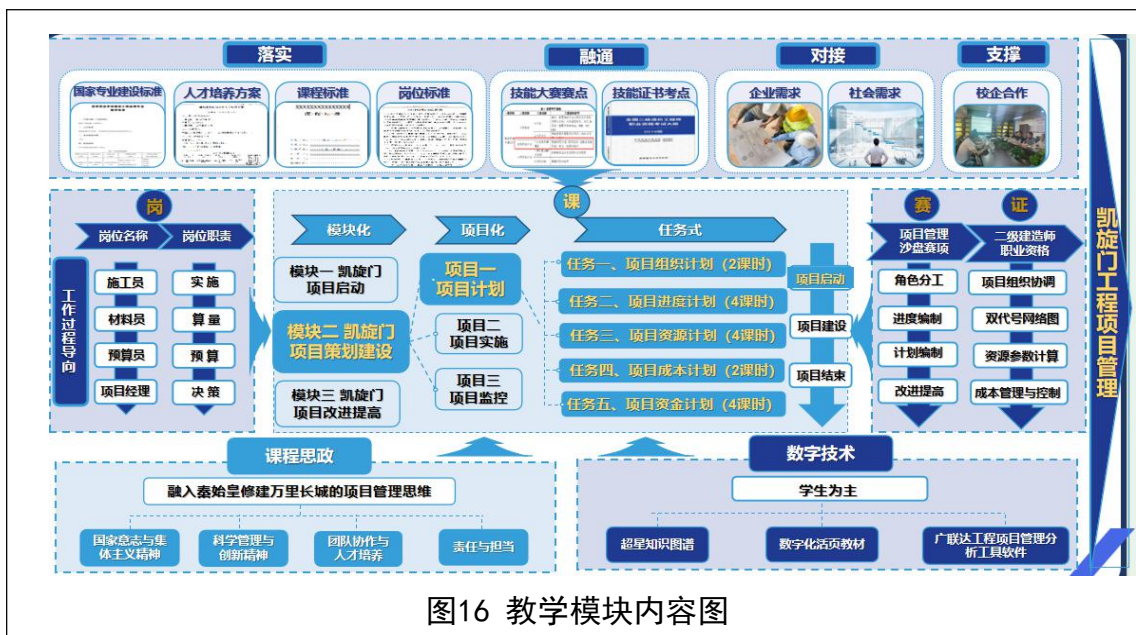 落实
融通
对接
支撑
国家专业建设标准
人才培养方案
课程标准
岗位标准
技能大赛赛点
技能证书考点
企业需求
社会需求
校企合作
岗
岗位名称
岗位职责
工作过程导向
施工员
实施
材料员
算量
预算员
预算
项目经理
决策
课
模块化
项目化
任务式
模块一 凯旋门
项目启动
模块二 凯旋门
项目策划建设
模块三 凯旋门
项目改进提高
项目一
项目计划
项目二
项目实施
项目三
项目监控
任务一、项目组织计划（2课时）
任务二、项目进度计划（4课时）
任务三、项目资源计划（4课时）
任务四、项目成本计划（2课时）
任务五、项目资金计划（4课时）
项目启动
项目建设
项目结束
赛
证
项目管理
沙盘赛项
二级建造师
职业资格
角色分工
项目组织协调
进度编制
双代号网络图
计划编制
资源参数计算
改进提高
成本管理与控制
凯旋门工程项目管理
课程思政
融入秦始皇修建万里长城的项目管理思维
国家意志与集
体主义精神
科学管理与
创新精神
团队协作与
人才培养
责任与担当
数字技术
学生为主
超星知识图谱
数字化活页教材
广联达工程项目管理分
析工具软件
图16 教学模块内容图